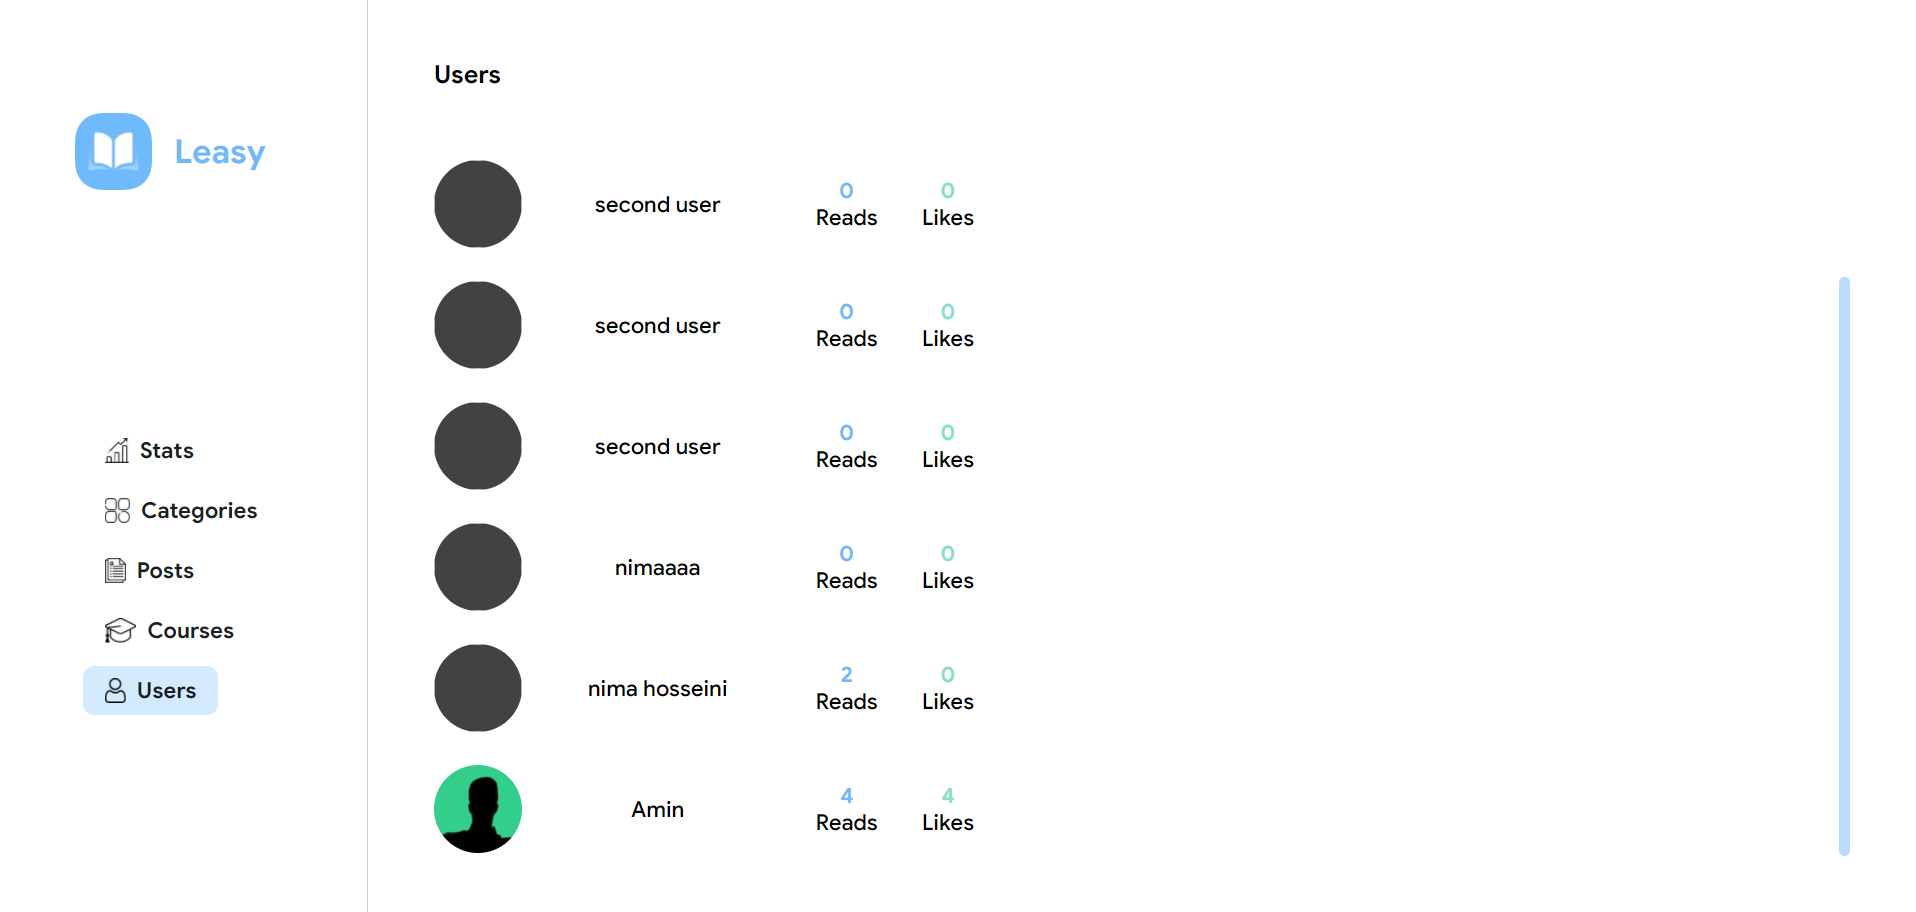 Leasy
Stats
Categories
Posts
Courses
Users
Users
second user
0
Reads
0
Likes
second user
0
Reads
0
Likes
second user
0
Reads
0
Likes
nimaaaa
0
Reads
0
Likes
nima hosseini
2
Reads
0
Likes
Amin
4
Reads
4
Likes